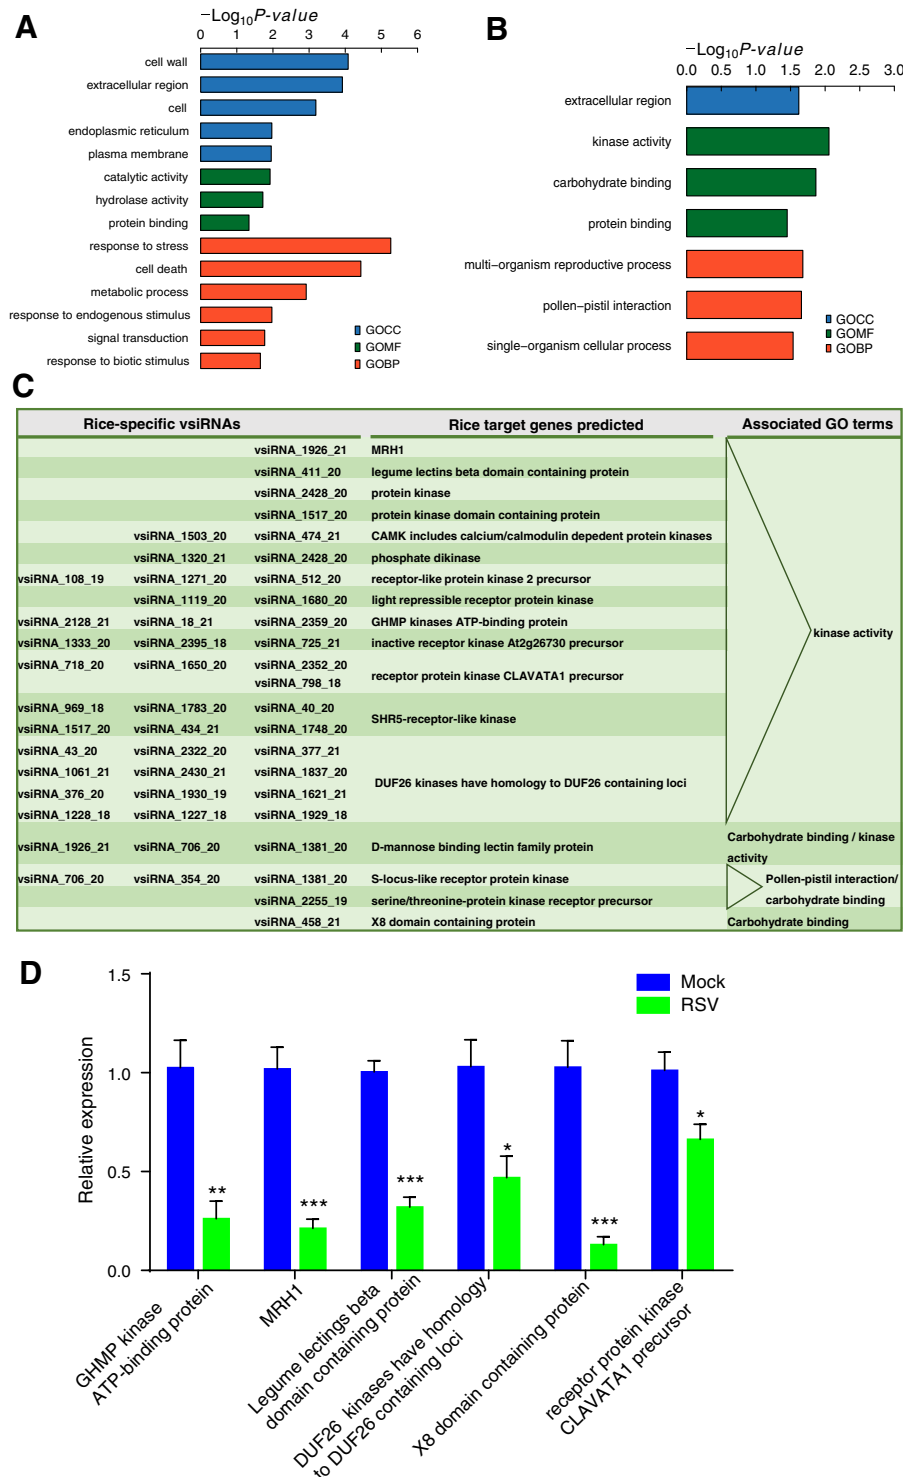 A
−Log10P-value
0 1 2 3 4 5 6
cell wall
extracellular region
cell
endoplasmic reticulum
plasma membrane
catalytic activity
hydrolase activity
protein binding
response to stress
cell death
metabolic process
response to endogenous stimulus
signal transduction
response to biotic stimulus
GOCC
GOMF
GOBP
B
−Log10P-value
0.0 0.5 1.0 1.5 2.0 2.5 3.0
extracellular region
kinase activity
carbohydrate binding
protein binding
multi−organism reproductive process
pollen−pistil interaction
single−organism cellular process
GOCC
GOMF
GOBP
C
Rice-specific vsiRNAs Rice target genes predicted Associated GO terms
vsiRNA_1926_21 MRH1
vsiRNA_411_20 legume lectins beta domain containing protein
vsiRNA_2428_20 protein kinase
vsiRNA_1517_20 protein kinase domain containing protein
vsiRNA_1503_20 vsiRNA_474_21 CAMK includes calcium/calmodulin depedent protein kinases
vsiRNA_1320_21 vsiRNA_2428_20 phosphate dikinase
vsiRNA_108_19 vsiRNA_1271_20 vsiRNA_512_20 receptor-like protein kinase 2 precursor
vsiRNA_1119_20 vsiRNA_1680_20 light repressible receptor protein kinase
vsiRNA_2128_21 vsiRNA_18_21 vsiRNA_2359_20 GHMP kinases ATP-binding protein
kinase activity
vsiRNA_1333_20 vsiRNA_2395_18 vsiRNA_725_21 inactive receptor kinase At2g26730 precursor
vsiRNA_718_20 vsiRNA_1650_20 vsiRNA_2352_20
receptor protein kinase CLAVATA1 precursor
vsiRNA_798_18
vsiRNA_969_18 vsiRNA_1783_20 vsiRNA_40_20
SHR5-receptor-like kinase
vsiRNA_1517_20 vsiRNA_434_21 vsiRNA_1748_20
vsiRNA_43_20 vsiRNA_2322_20 vsiRNA_377_21
vsiRNA_1061_21 vsiRNA_2430_21 vsiRNA_1837_20
DUF26 kinases have homology to DUF26 containing loci
vsiRNA_376_20 vsiRNA_1930_19 vsiRNA_1621_21
vsiRNA_1228_18 vsiRNA_1227_18 vsiRNA_1929_18
vsiRNA_1926_21 vsiRNA_706_20 vsiRNA_1381_20 D-mannose binding lectin family protein
Carbohydrate binding / kinase
activity
vsiRNA_706_20 vsiRNA_354_20 vsiRNA_1381_20 S-locus-like receptor protein kinase
Pollen-pistil interaction/
carbohydrate binding
vsiRNA_2255_19 serine/threonine-protein kinase receptor precursor
vsiRNA_458_21 X8 domain containing protein Carbohydrate binding
D
Relative expression
1.5
1.0
0.5
0.0
Mock
RSV
**
***
***
*
***
*
GHMP kinase
ATP-binding protein
MRH1
Legume lectings beta
domain containing protein
DUF26 kinases have homology
to DUF26 containing loci
X8 domain containing protein
receptor protein kinase
CLAVATA1 precursor